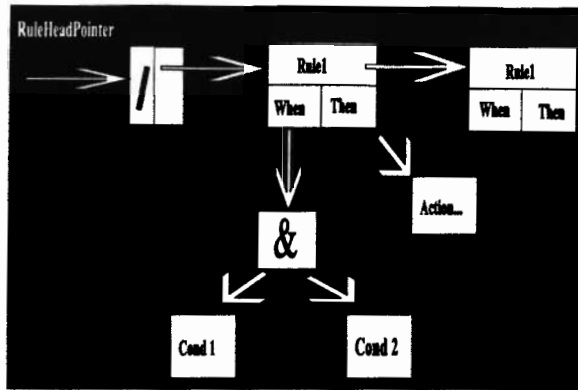 RuleHeadPointer
/
Rule1
When Then
Rule1
When Then
Action...
&
Cond 1
Cond 2